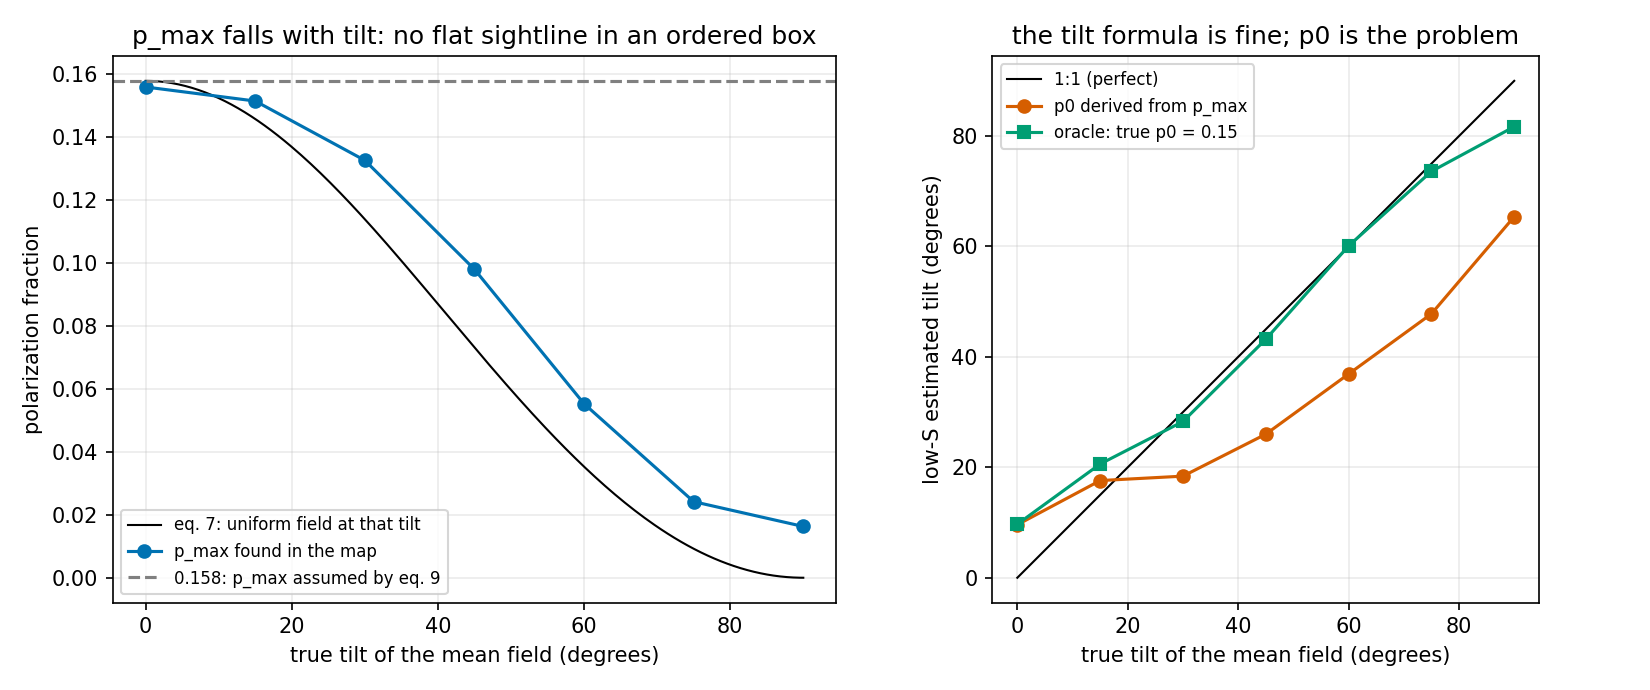 p_max falls with tilt: no flat sightline in an ordered box
0.16
0.14
0.12
0.10
0.08
0.06
0.04
0.02
0.00
polarization fraction
eq. 7: uniform field at that tilt
p_max found in the map
0.158: p_max assumed by eq. 9
0
20
40
60
80
true tilt of the mean field (degrees)
the tilt formula is fine; p0 is the problem
1:1 (perfect)
p0 derived from p_max
oracle: true p0 = 0.15
80
60
40
20
0
low-S estimated tilt (degrees)
0
20
40
60
80
true tilt of the mean field (degrees)